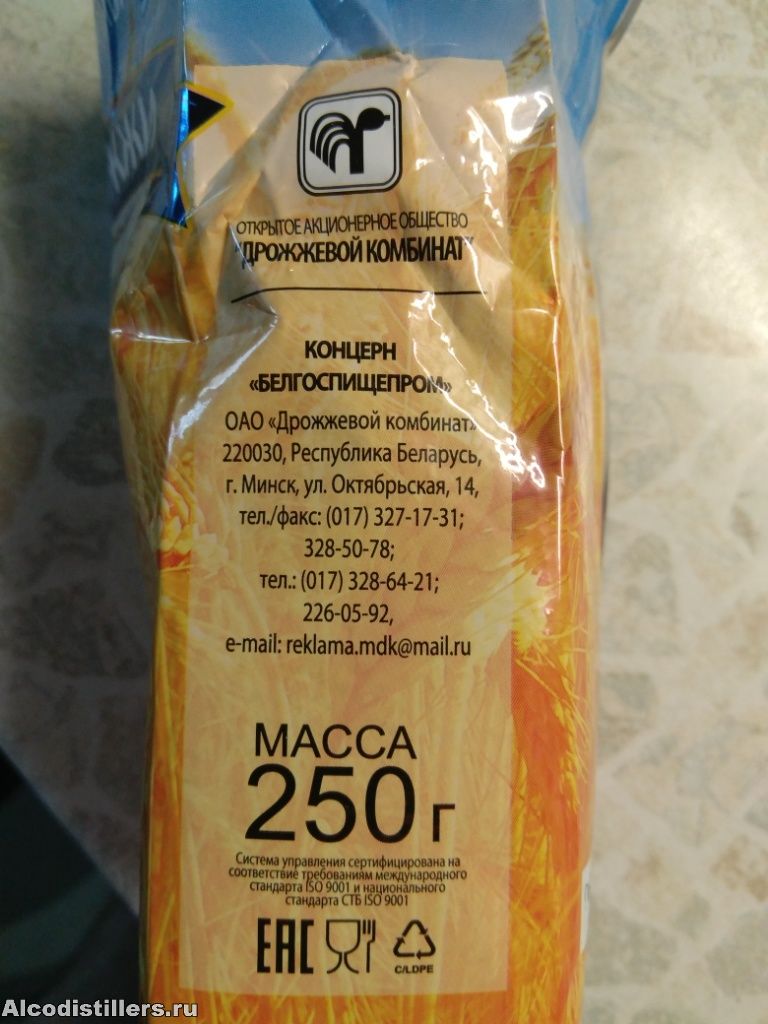 ОТКРЫТОЕ АКЦИОНЕРНОЕ ОБЩЕСТВО
"ДРОЖЖЕВОЙ КОМБИНАТ"
КОНЦЕРН
«БЕЛГОСПИЩЕПРОМ»
ОАО «Дрожжевой комбинат»
220030, Республика Беларусь,
г. Минск, ул. Октябрьская, 14,
тел./факс: (017) 327-17-31;
328-50-78;
тел.: (017) 328-64-21;
226-05-92,
e-mail: reklama.mdk@mail.ru
МАССА
250 г
Система управления сертифицирована на
соответствие требованиям международного
стандарта ISO 9001 и национального
стандарта СТБ ISO 9001
EAC
C/LDPE
Alcodistillers.ru